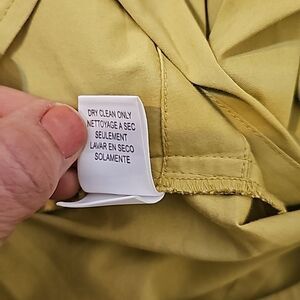 DRY CLEAN ONLY
NETTOYAGE A SEC
SEULEMENT
LAVAR EN SECO
SOLAMENTE